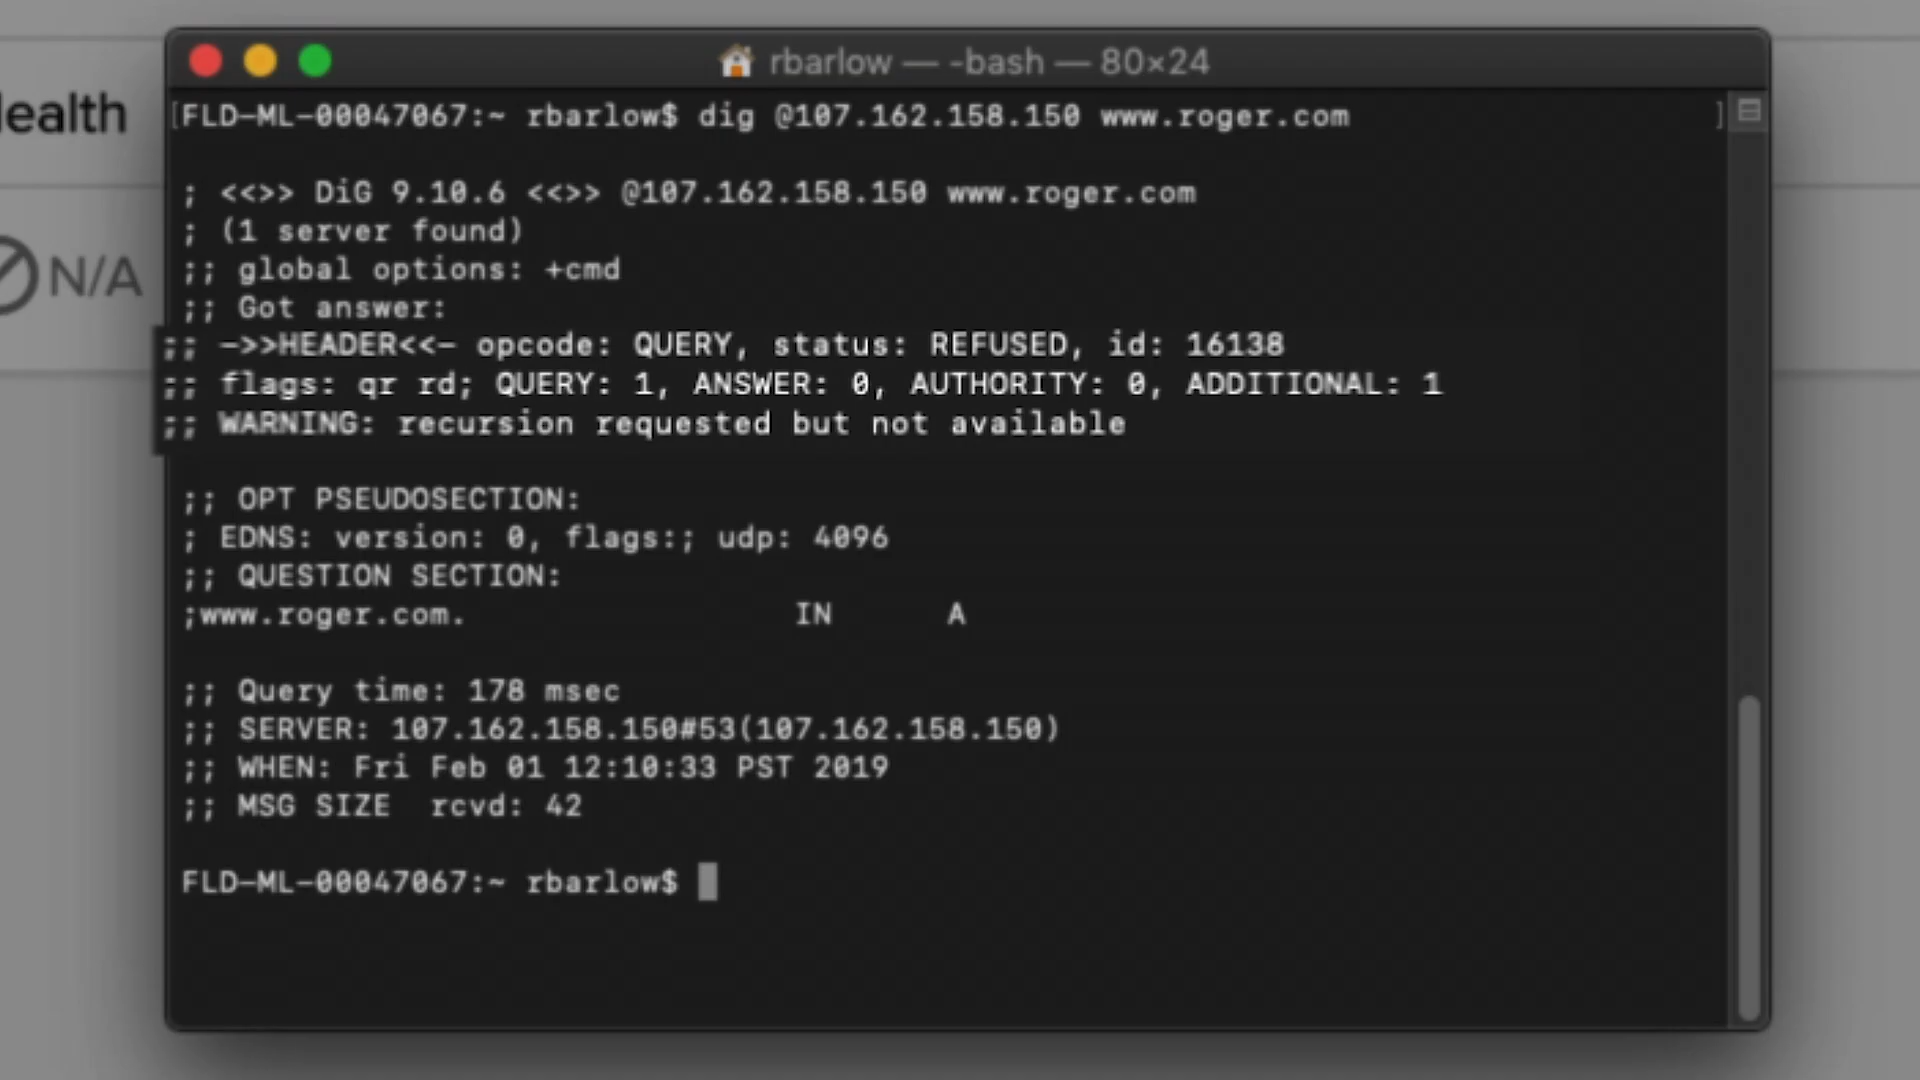 rbarlow — -bash — 80×24
ealth
[FLD-ML-00047067:~ rbarlow$ dig @107.162.158.150 www.roger.com ]
; <<>> DiG 9.10.6 <<>> @107.162.158.150 www.roger.com
; (1 server found)
;; global options: +cmd
N/A
;; Got answer:
;; ->>HEADER<<- opcode: QUERY, status: REFUSED, id: 16138
;; flags: qr rd; QUERY: 1, ANSWER: 0, AUTHORITY: 0, ADDITIONAL: 1
;; WARNING: recursion requested but not available
;; OPT PSEUDOSECTION:
; EDNS: version: 0, flags:; udp: 4096
;; QUESTION SECTION:
;www.roger.com. IN A
;; Query time: 178 msec
;; SERVER: 107.162.158.150#53(107.162.158.150)
;; WHEN: Fri Feb 01 12:10:33 PST 2019
;; MSG SIZE rcvd: 42
FLD-ML-00047067:~ rbarlow$